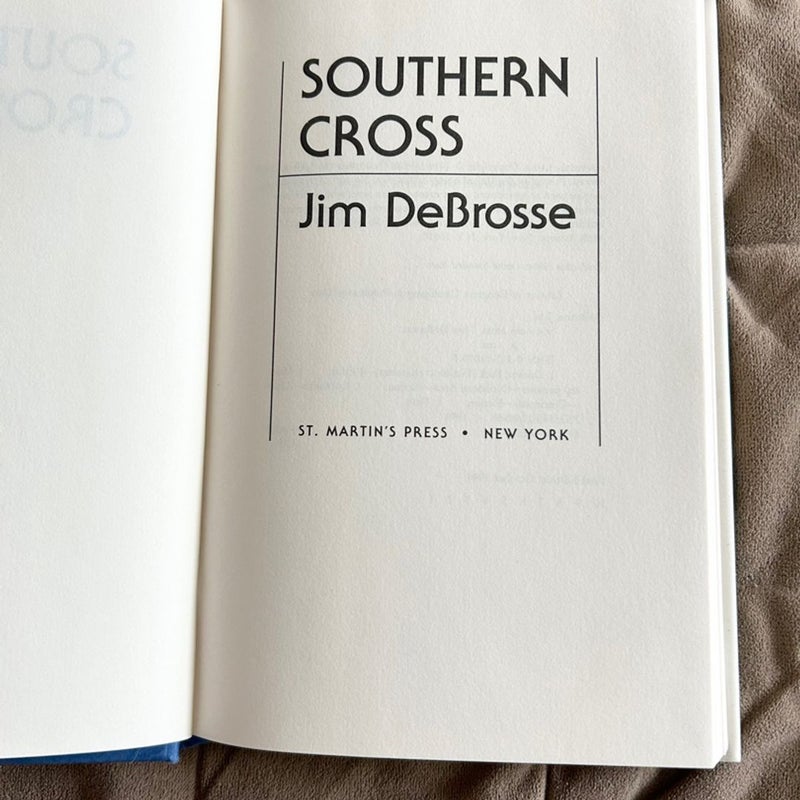 SOUTHERN
CROSS
Jim DeBrosse
ST. MARTIN'S PRESS • NEW YORK